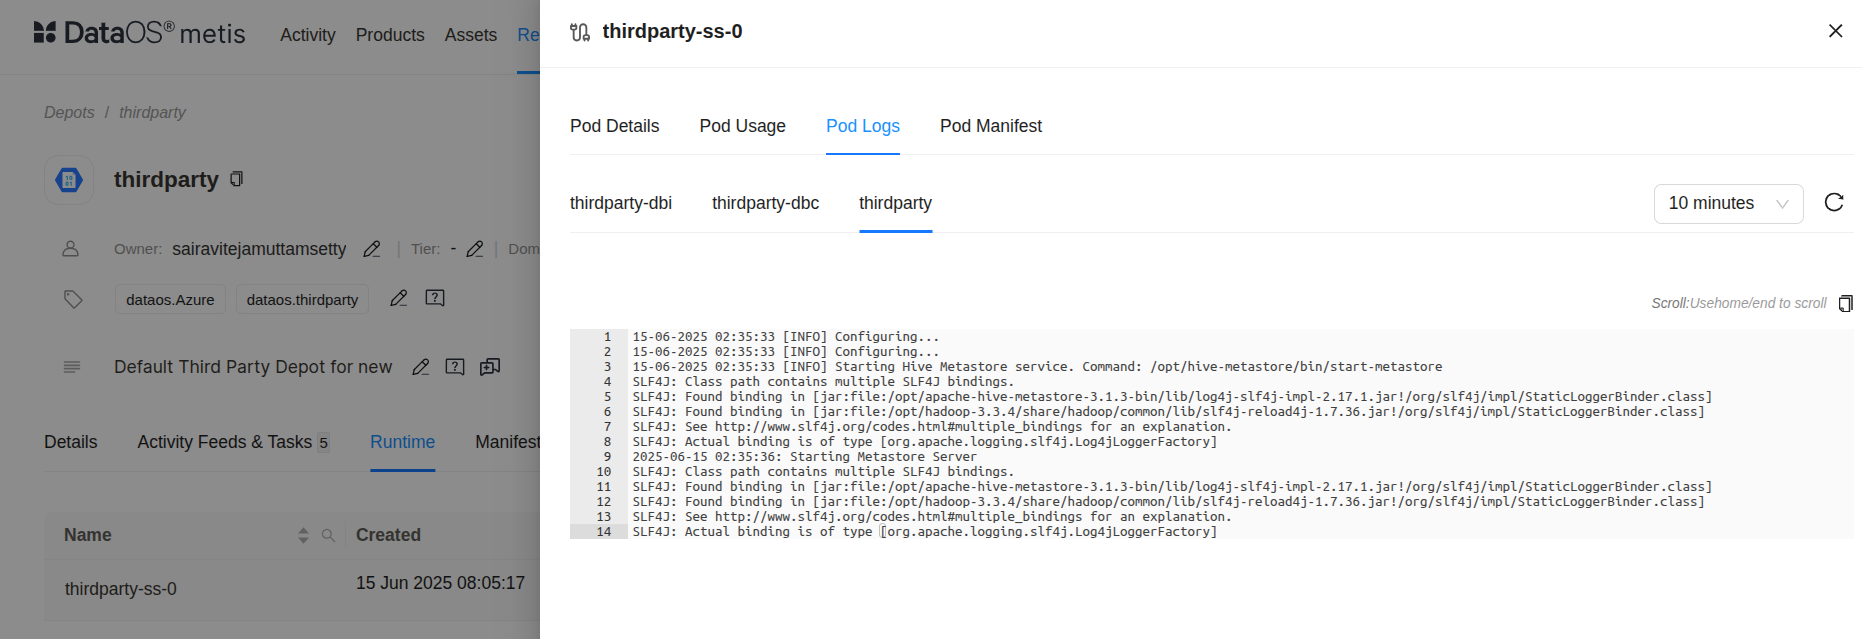 DataOS® metis
Activity Products Assets Re
Depots / thirdparty
thirdparty
Owner: sairavitejamuttamsetty | Tier: - | Dom
dataos.Azure dataos.thirdparty
Default Third Party Depot for new
Details Activity Feeds & Tasks 5 Runtime Manifest
Name Created
thirdparty-ss-0 15 Jun 2025 08:05:17
thirdparty-ss-0
Pod Details Pod Usage Pod Logs Pod Manifest
thirdparty-dbi thirdparty-dbc thirdparty 10 minutes
Scroll:Usehome/end to scroll
1 15-06-2025 02:35:33 [INFO] Configuring...
2 15-06-2025 02:35:33 [INFO] Configuring...
3 15-06-2025 02:35:33 [INFO] Starting Hive Metastore service. Command: /opt/hive-metastore/bin/start-metastore
4 SLF4J: Class path contains multiple SLF4J bindings.
5 SLF4J: Found binding in [jar:file:/opt/apache-hive-metastore-3.1.3-bin/lib/log4j-slf4j-impl-2.17.1.jar!/org/slf4j/impl/StaticLoggerBinder.class]
6 SLF4J: Found binding in [jar:file:/opt/hadoop-3.3.4/share/hadoop/common/lib/slf4j-reload4j-1.7.36.jar!/org/slf4j/impl/StaticLoggerBinder.class]
7 SLF4J: See http://www.slf4j.org/codes.html#multiple_bindings for an explanation.
8 SLF4J: Actual binding is of type [org.apache.logging.slf4j.Log4jLoggerFactory]
9 2025-06-15 02:35:36: Starting Metastore Server
10 SLF4J: Class path contains multiple SLF4J bindings.
11 SLF4J: Found binding in [jar:file:/opt/apache-hive-metastore-3.1.3-bin/lib/log4j-slf4j-impl-2.17.1.jar!/org/slf4j/impl/StaticLoggerBinder.class]
12 SLF4J: Found binding in [jar:file:/opt/hadoop-3.3.4/share/hadoop/common/lib/slf4j-reload4j-1.7.36.jar!/org/slf4j/impl/StaticLoggerBinder.class]
13 SLF4J: See http://www.slf4j.org/codes.html#multiple_bindings for an explanation.
14 SLF4J: Actual binding is of type [org.apache.logging.slf4j.Log4jLoggerFactory]